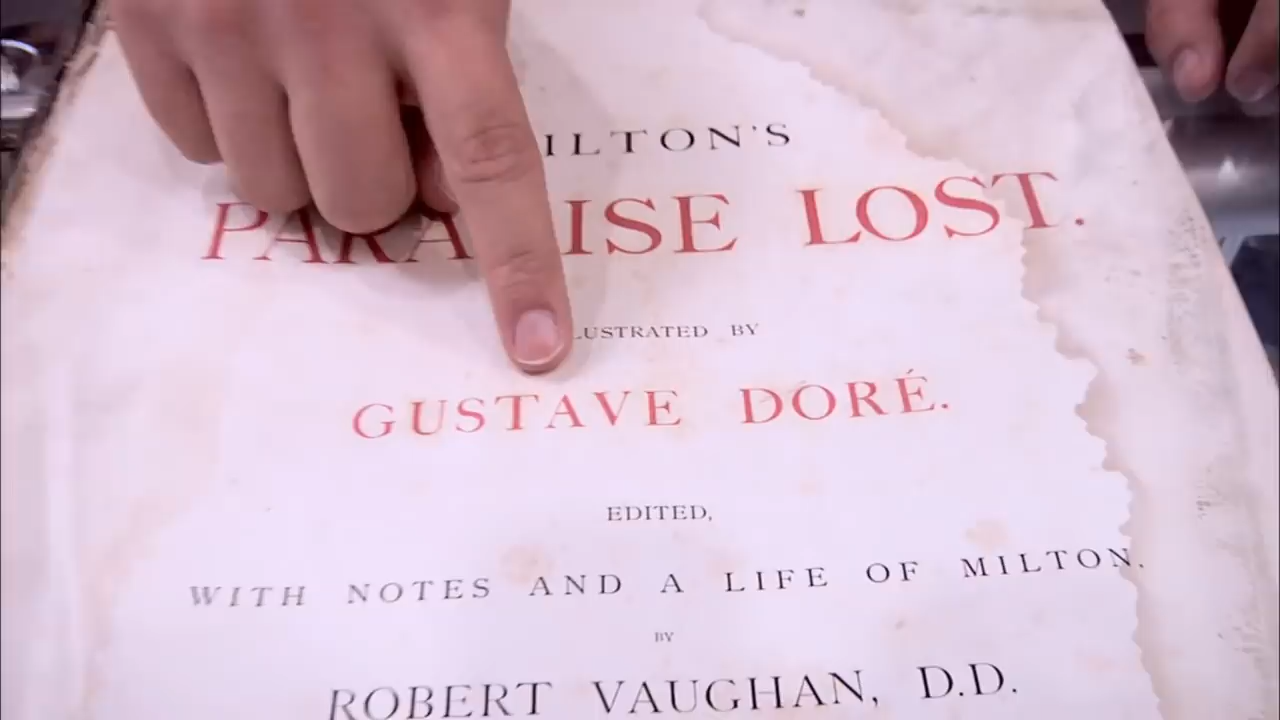 ILTON'S
PARA ISE LOST.
LUSTRATED BY
GUSTAVE DORÉ.
EDITED,
WITH NOTES AND A LIFE OF MILTON.
BY
ROBERT VAUGHAN, D.D.